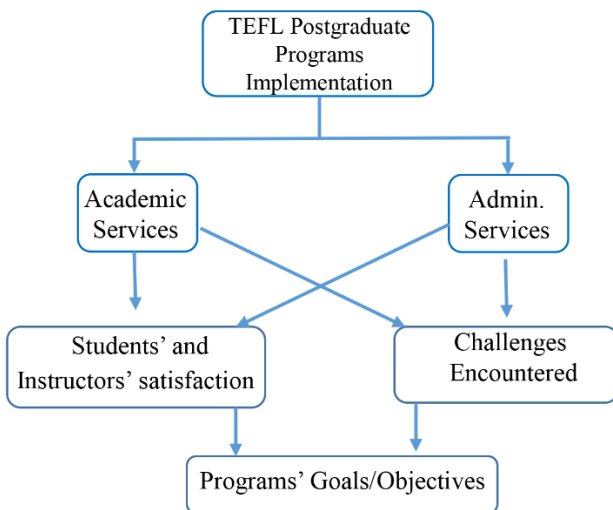 TEFL Postgraduate
Programs
Implementation
Academic
Services
Admin.
Services
Students’ and
Instructors’ satisfaction
Challenges
Encountered
Programs’ Goals/Objectives